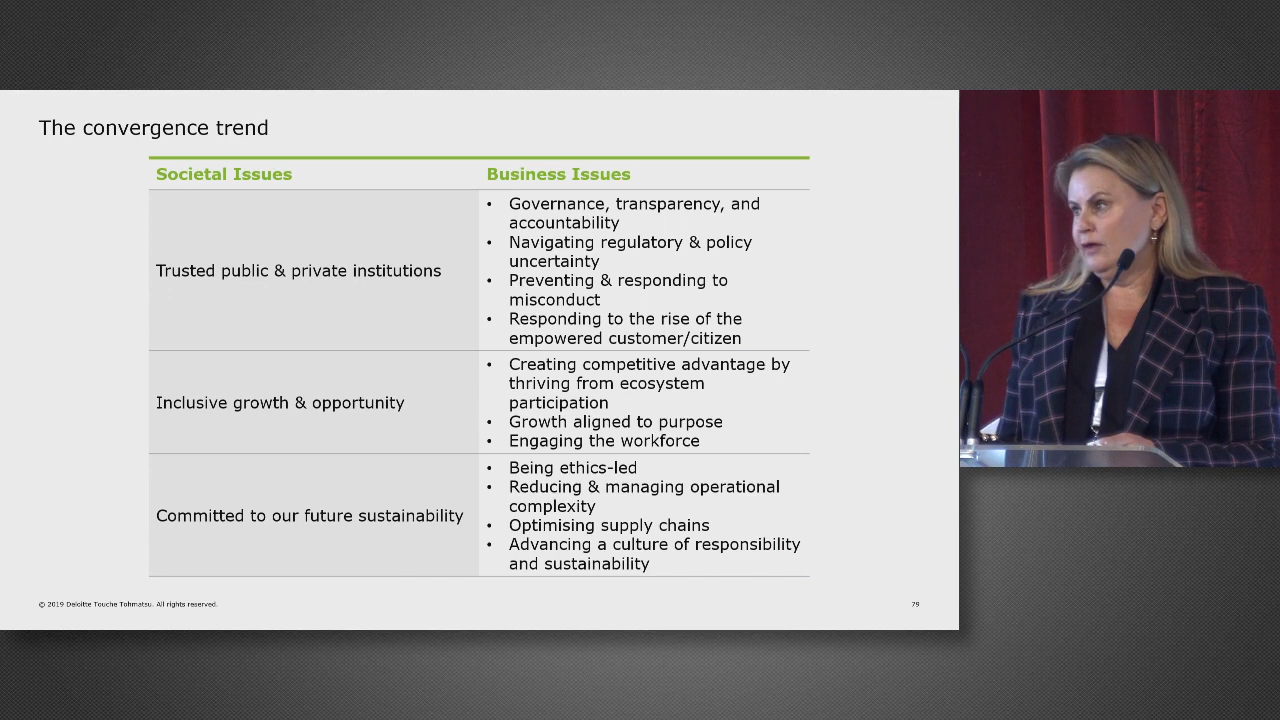 The convergence trend
Societal Issues
Business Issues
Trusted public & private institutions
• Governance, transparency, and
accountability
• Navigating regulatory & policy
uncertainty
• Preventing & responding to
misconduct
• Responding to the rise of the
empowered customer/citizen
Inclusive growth & opportunity
• Creating competitive advantage by
thriving from ecosystem
participation
• Growth aligned to purpose
• Engaging the workforce
Committed to our future sustainability
• Being ethics-led
• Reducing & managing operational
complexity
• Optimising supply chains
• Advancing a culture of responsibility
and sustainability
© 2019 Deloitte Touche Tohmatsu. All rights reserved.
79